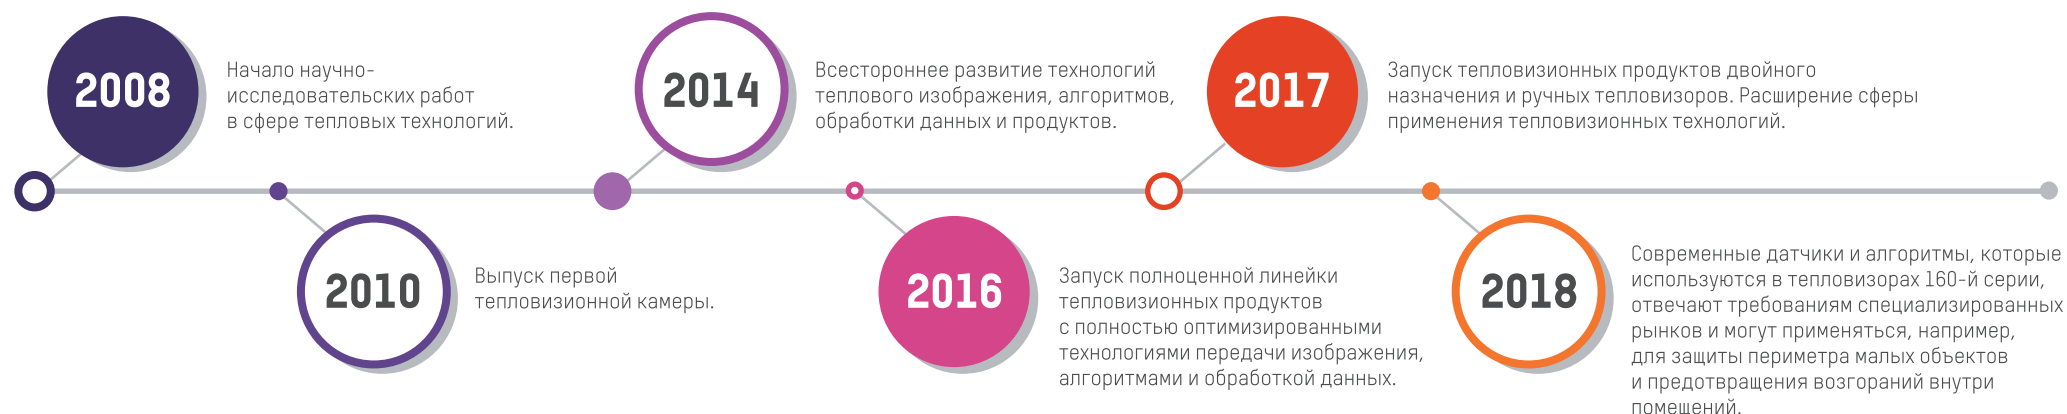 2008
Начало научно-
исследовательских работ
в сфере тепловых технологий.
2010
Выпуск первой
тепловизионной камеры.
2014
Всестороннее развитие технологий
теплового изображения, алгоритмов,
обработки данных и продуктов.
2016
Запуск полноценной линейки
тепловизионных продуктов
с полностью оптимизированными
технологиями передачи изображения,
алгоритмами и обработкой данных.
2017
Запуск тепловизионных продуктов двойного
назначения и ручных тепловизоров. Расширение сферы
применения тепловизионных технологий.
2018
Современные датчики и алгоритмы, которые
используются в тепловизорах 160-й серии,
отвечают требованиям специализированных
рынков и могут применяться, например,
для защиты периметра малых объектов
и предотвращения возгораний внутри
помещений.